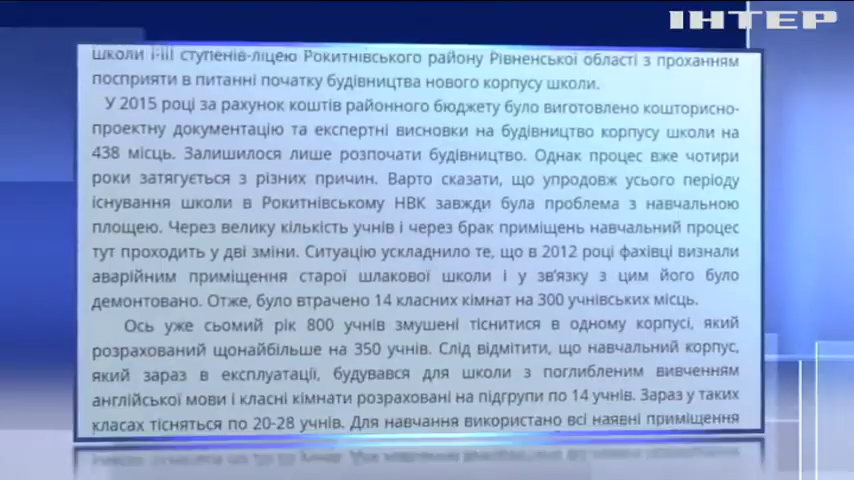 ІНТЕР
школи І-ІІІ ступенів-ліцею Рокитнівського району Рівненської області з проханням
посприяти в питанні початку будівництва нового корпусу школи.
У 2015 році за рахунок коштів районного бюджету було виготовлено кошторисно-
проектну документацію та експертні висновки на будівництво корпусу школи на
438 місць. Залишилося лише розпочати будівництво. Однак процес вже чотири
роки затягується з різних причин. Варто сказати, що упродовж усього періоду
існування школи в Рокитнівському НВК завжди була проблема з навчальною
площею. Через велику кількість учнів і через брак приміщень навчальний процес
тут проходить у дві зміни. Ситуацію ускладнило те, що в 2012 році фахівці визнали
аварійним приміщення старої шлакової школи і у зв'язку з цим його було
демонтовано. Отже, було втрачено 14 класних кімнат на 300 учнівських місць.
Ось уже сьомий рік 800 учнів змушені тіснитися в одному корпусі, який
розрахований щонайбільше на 350 учнів. Слід відмітити, що навчальний корпус,
який зараз в експлуатації, будувався для школи з поглибленим вивченням
англійської мови і класні кімнати розраховані на підгрупи по 14 учнів. Зараз у таких
класах тісняться по 20-28 учнів. Для навчання використано всі наявні приміщення